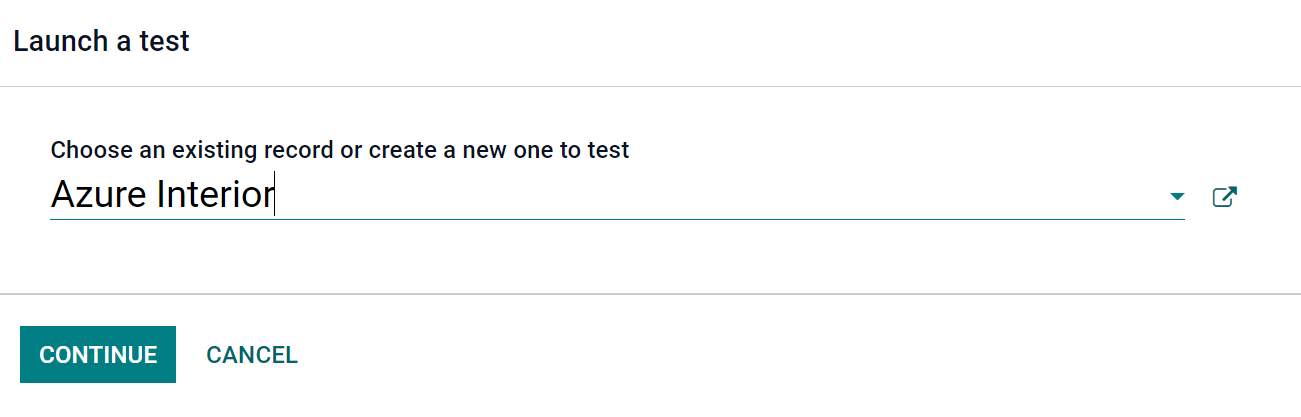 Launch a test
Choose an existing record or create a new one to test
Azure Interior
CONTINUE CANCEL